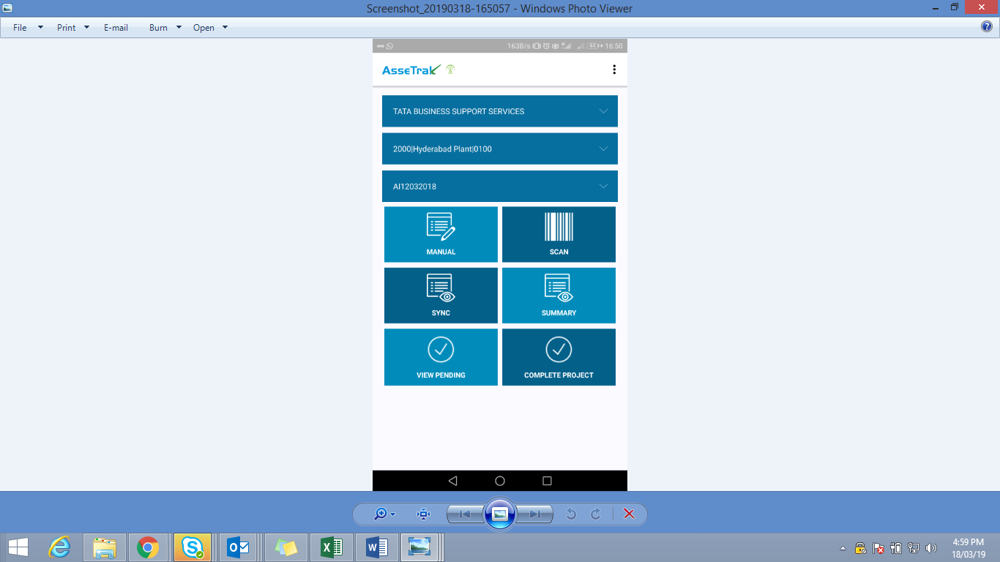 Screenshot_20190318-165057 - Windows Photo Viewer
File Print E-mail Burn Open
163B/s 44 16:50
AssETrak
TATA BUSINESS SUPPORT SERVICES
2000|Hyderabad Plant|0100
AI12032018
MANUAL SCAN
SYNC SUMMARY
VIEW PENDING COMPLETE PROJECT
4:59 PM
18/03/19